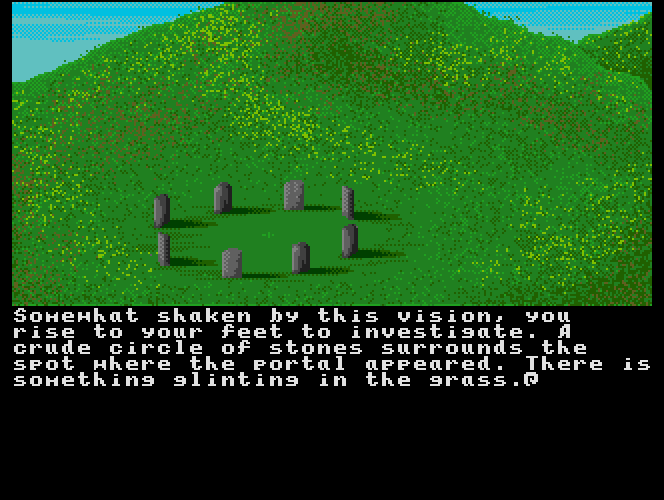 Somewhat shaken by this vision, you
rise to your feet to investigate. A
crude circle of stones surrounds the
spot where the portal appeared. There is
something glinting in the grass.@